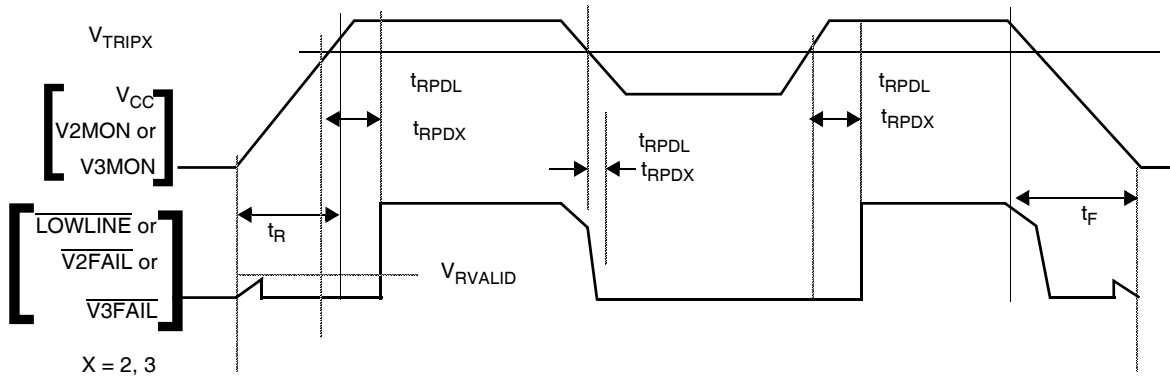 VTRIPX
VCC
V2MON or
V3MON
tRPDL
tRPDX
tRPDL
tRPDX
tRPDL
tRPDX
LOWLINE or
V2FAIL or
V3FAIL
tR
VRVALID
tF
X = 2, 3